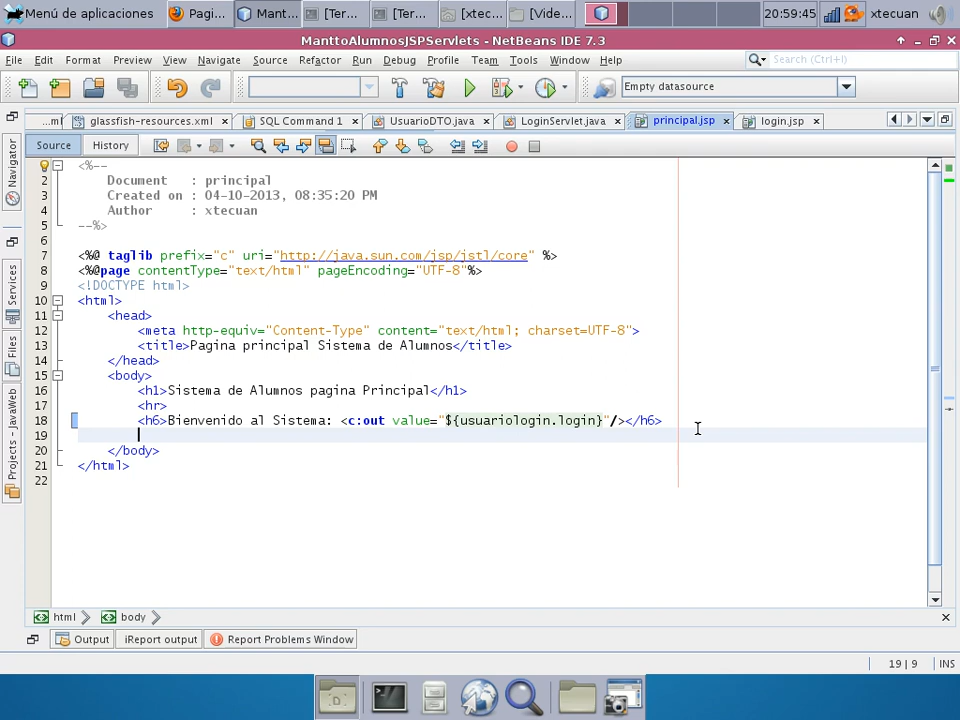 Menú de aplicaciones
Pagi...
Mant...
[Ter...
[Ter...
[xtec...
[Vide...
20:59:45
xtecuan
ManttoAlumnosJSPServlets - NetBeans IDE 7.3
File Edit Format Preview View Navigate Source Refactor Run Debug Profile Team Tools Window Help
Search (Ctrl+I)
Empty datasource
...ml
glassfish-resources.xml
SQL Command 1
UsuarioDTO.java
LoginServlet.java
principal.jsp
login.jsp
Source
History
Navigator
Services
Files
Projects - JavaWeb
<%--
2 Document : principal
3 Created on : 04-10-2013, 08:35:20 PM
4 Author : xtecuan
5 --%>
6
7 <%@ taglib prefix="c" uri="http://java.sun.com/jsp/jstl/core" %>
8 <%@page contentType="text/html" pageEncoding="UTF-8"%>
9 <!DOCTYPE html>
10 <html>
11 <head>
12 <meta http-equiv="Content-Type" content="text/html; charset=UTF-8">
13 <title>Pagina principal Sistema de Alumnos</title>
14 </head>
15 <body>
16 <h1>Sistema de Alumnos pagina Principal</h1>
17 <hr>
18 <h6>Bienvenido al Sistema: <c:out value="${usuariologin.login}"/></h6>
19
20 </body>
21 </html>
22
html
body
Output
iReport output
Report Problems Window
19 | 9
INS